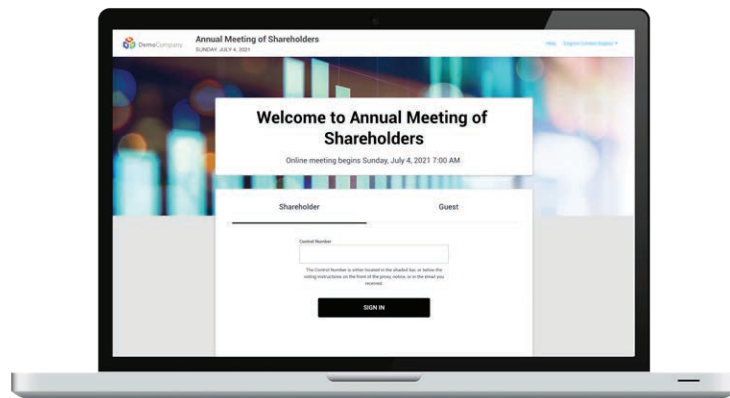 DemoCompany
Annual Meeting of Shareholders
SUNDAY, JULY 4, 2021
Help
Welcome to Annual Meeting of
Shareholders
Online meeting begins Sunday, July 4, 2021 7:00 AM
Shareholder Guest
Control Number
The Control Number is either located in the shaded bar, or below the
voting instructions on the front of the proxy, notice, or in the email you
received.
SIGN IN